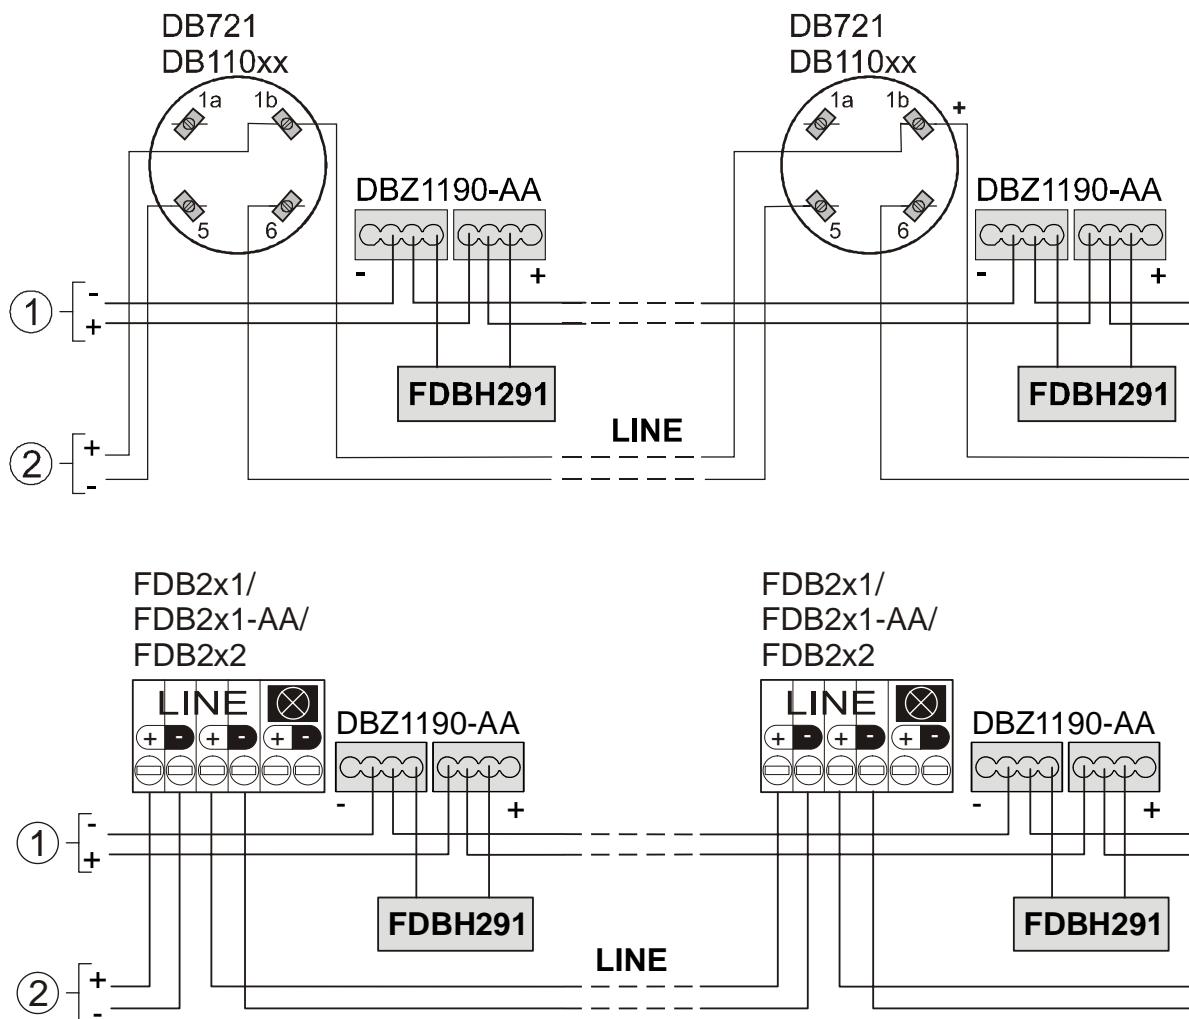 DB721
DB110xx
DB721
DB110xx
1a 1b
1a 1b +
5 6
5 6
DBZ1190-AA
DBZ1190-AA
- +
- +
1 -
+
FDBH291
FDBH291
LINE
2 +
-
FDB2x1/
FDB2x1-AA/
FDB2x2
FDB2x1/
FDB2x1-AA/
FDB2x2
LINE
LINE
+ - + - + -
+ - + - + -
DBZ1190-AA
DBZ1190-AA
- +
- +
1 -
+
FDBH291
FDBH291
LINE
2 +
-